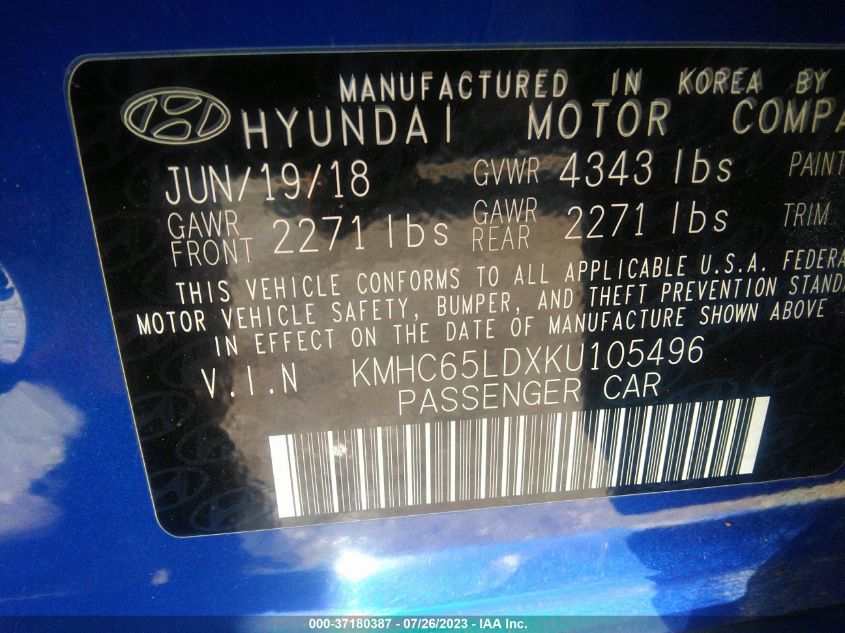 MANUFACTURED IN KOREA BY
HYUNDAI MOTOR COMPA
JUN/19/18 GVWR 4343 lbs PAINT
GAWR FRONT 2271 lbs GAWR REAR 2271 lbs TRIM
THIS VEHICLE CONFORMS TO ALL APPLICABLE U.S.A. FEDERA
MOTOR VEHICLE SAFETY, BUMPER, AND THEFT PREVENTION STAND
IN EFFECT ON THE DATE OF MANUFACTURE SHOWN ABOVE
V.I.N KMHC65LDXKU105496
PASSENGER CAR
000-37180387 - 07/26/2023 - IAA Inc.